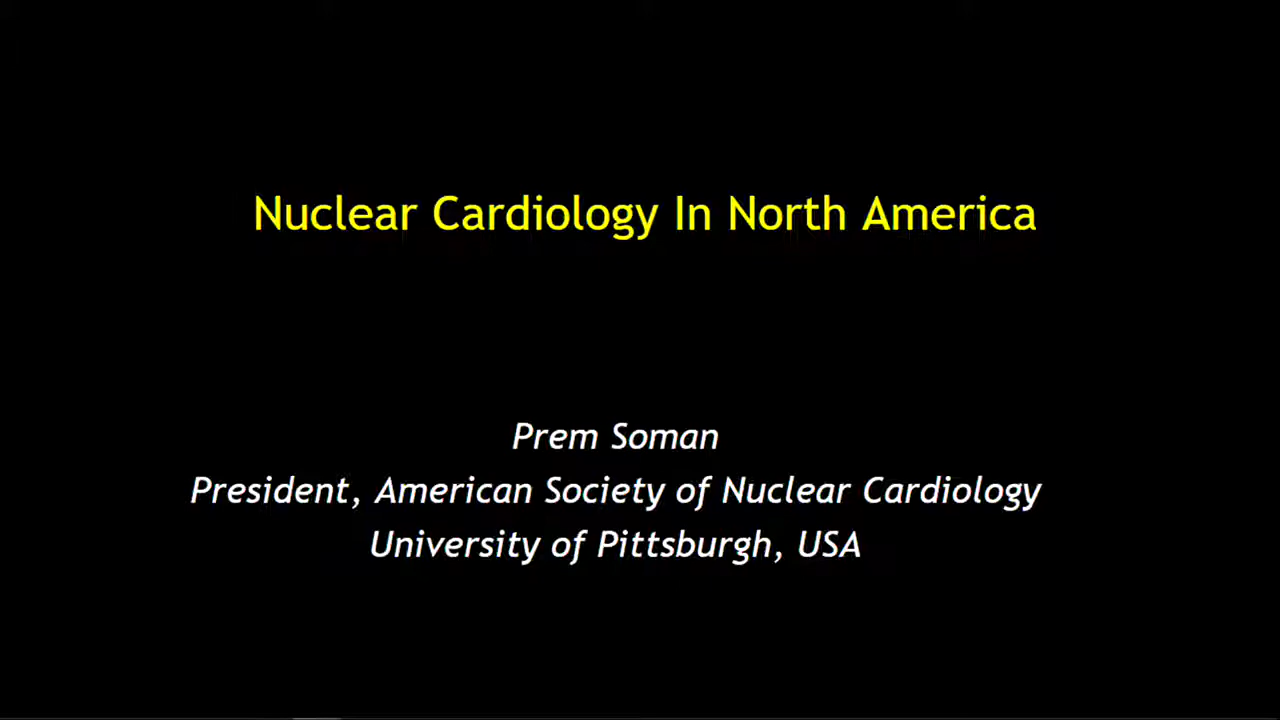 Nuclear Cardiology In North America
Prem Soman
President, American Society of Nuclear Cardiology
University of Pittsburgh, USA